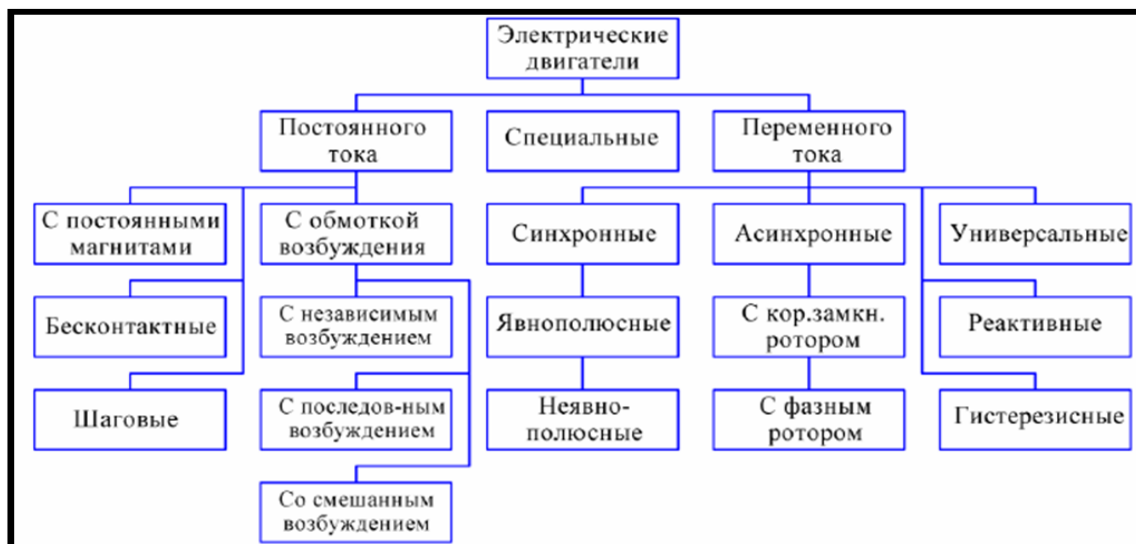 Электрические
двигатели
Постоянного
тока
Специальные
Переменного
тока
С постоянными
магнитами
С обмоткой
возбуждения
Синхронные
Асинхронные
Универсальные
Бесконтактные
С независимым
возбуждением
Явнополюсные
С кор.замкн.
ротором
Реактивные
Шаговые
С последов-ным
возбуждением
Неявно-
полюсные
С фазным
ротором
Гистерезисные
Со смешанным
возбуждением